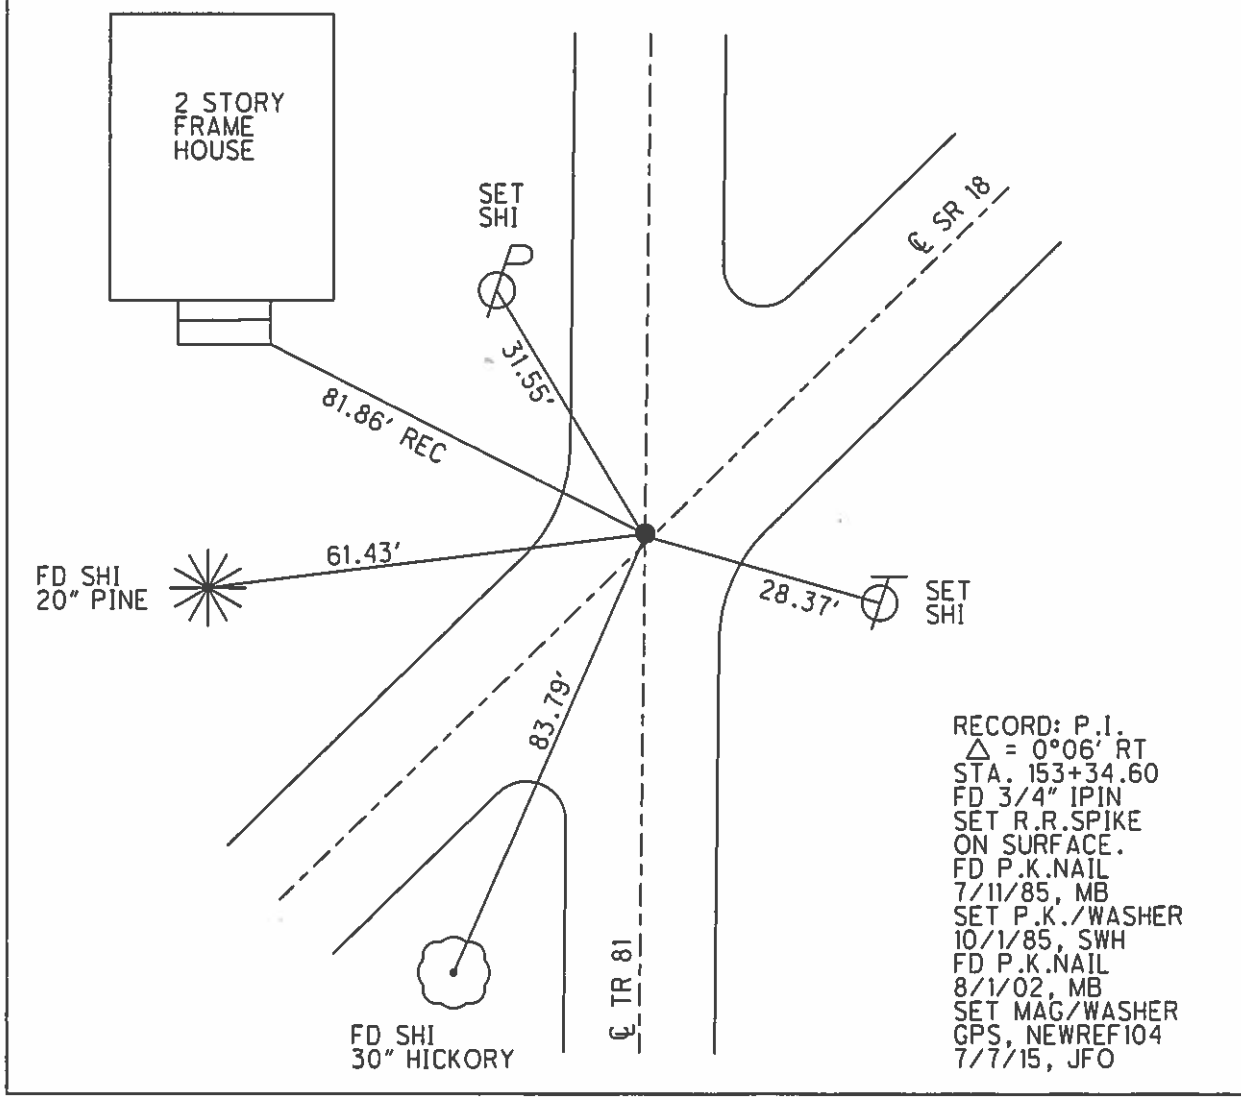 2 STORY
FRAME
HOUSE
SET
SHI
℄ SR 18
31.55'
81.86' REC
61.43'
FD SHI
20" PINE
28.37'
SET
SHI
83.79'
℄ TR 81
FD SHI
30" HICKORY
RECORD: P.I.
△ = 0°06' RT
STA. 153+34.60
FD 3/4" IPIN
SET R.R.SPIKE
ON SURFACE.
FD P.K.NAIL
7/11/85, MB
SET P.K./WASHER
10/1/85, SWH
FD P.K.NAIL
8/1/02, MB
SET MAG/WASHER
GPS, NEWREF104
7/7/15, JFO